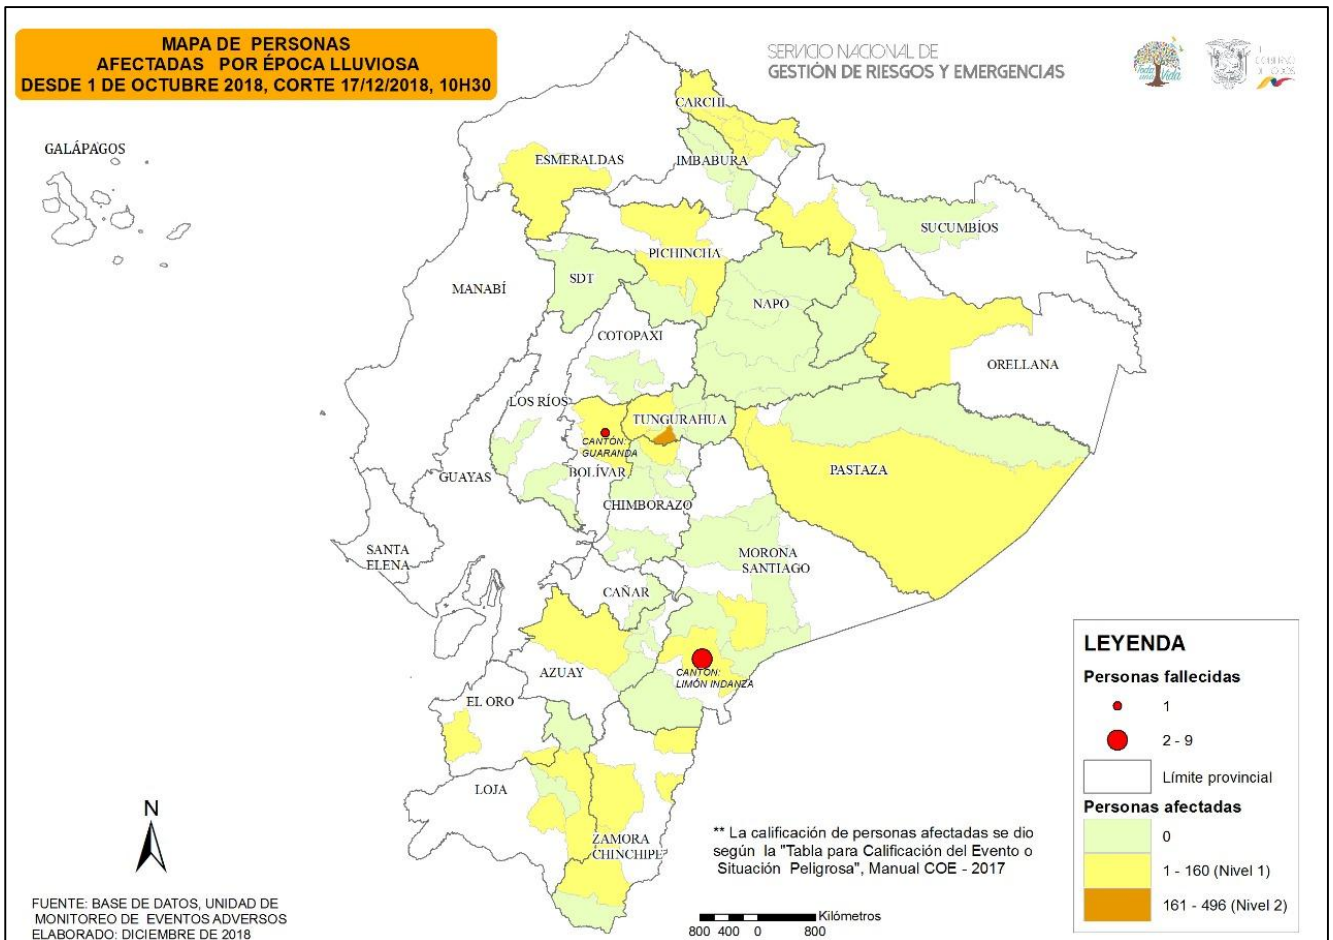 MAPA DE PERSONAS
AFECTADAS POR ÉPOCA LLUVIOSA
DESDE 1 DE OCTUBRE 2018, CORTE 17/12/2018, 10H30
SERVICIO NACIONAL DE
GESTIÓN DE RIESGOS Y EMERGENCIAS
Toda
una Vida
GOBIERNO
DE TODOS
GALÁPAGOS
CARCHI
ESMERALDAS
IMBABURA
SUCUMBÍOS
PICHINCHA
SDT
MANABÍ
NAPO
COTOPAXI
ORELLANA
LOS RÍOS
TUNGURAHUA
CANTÓN:
GUARANDA
BOLÍVAR
PASTAZA
GUAYAS
CHIMBORAZO
SANTA
ELENA
MORONA
SANTIAGO
CAÑAR
AZUAY
CANTÓN:
LIMÓN INDANZA
EL ORO
LOJA
ZAMORA
CHINCHIPE
N
** La calificación de personas afectadas se dio
según la "Tabla para Calificación del Evento o
Situación Peligrosa", Manual COE - 2017
Kilómetros
800 400 0 800
FUENTE: BASE DE DATOS, UNIDAD DE
MONITOREO DE EVENTOS ADVERSOS
ELABORADO: DICIEMBRE DE 2018
LEYENDA
Personas fallecidas
1
2 - 9
Límite provincial
Personas afectadas
0
1 - 160 (Nivel 1)
161 - 496 (Nivel 2)